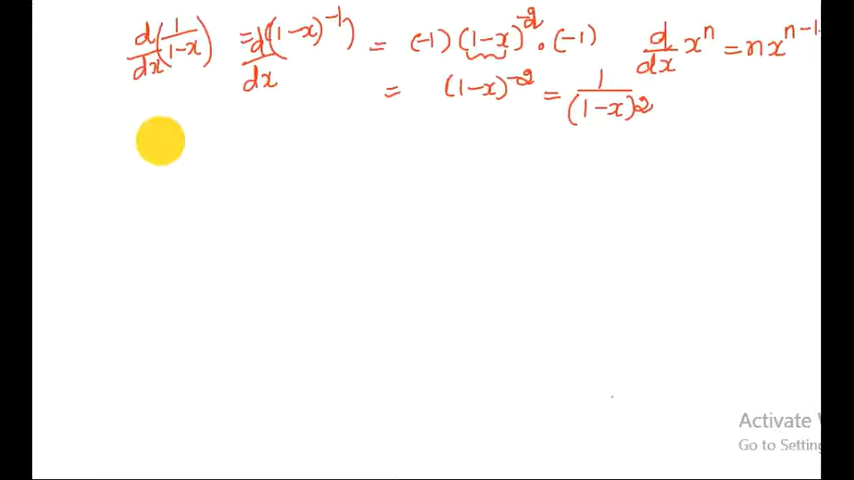 d/dx(1/1-x) = d/dx((1-x)^-1) = (-1)(1-x)^-2 · (-1)    d/dx x^n = nx^n-1
= (1-x)^-2 = 1/(1-x)2
Activate
Go to Setting